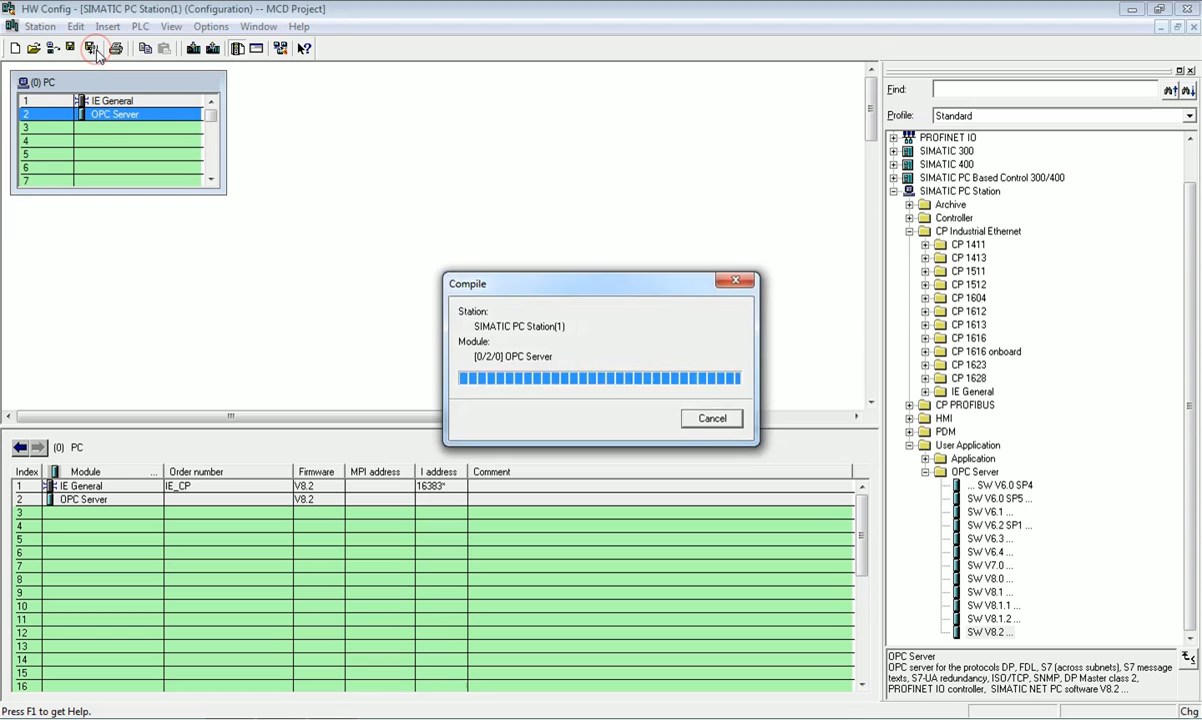 HW Config - [SIMATIC PC Station(1) (Configuration) -- MCD Project]
Station Edit Insert PLC View Options Window Help
(0) PC
1 IE General
2 OPC Server
3
4
5
6
7
Find:
Profile: Standard
PROFINET IO
SIMATIC 300
SIMATIC 400
SIMATIC PC Based Control 300/400
SIMATIC PC Station
Archive
Controller
CP Industrial Ethernet
CP 1411
CP 1413
CP 1511
CP 1512
CP 1604
CP 1612
CP 1613
CP 1616
CP 1616 onboard
CP 1623
CP 1628
IE General
CP PROFIBUS
HMI
PDM
User Application
Application
OPC Server
... SW V6.0 SP4
SW V6.0 SP5 ...
SW V6.1 ...
SW V6.2 SP1 ...
SW V6.3 ...
SW V6.4 ...
SW V7.0 ...
SW V8.0 ...
SW V8.1 ...
SW V8.1.1 ...
SW V8.1.2 ...
SW V8.2 ...
Compile
Station:
SIMATIC PC Station(1)
Module:
[0/2/0] OPC Server
Cancel
(0) PC
Index Module ... Order number Firmware MPI address I address Comment
1 IE General IE_CP V8.2 16383*
2 OPC Server V8.2
3
4
5
6
7
8
9
10
11
12
13
14
15
16
OPC Server
OPC server for the protocols DP, FDL, S7 (across subnets), S7 message
texts, S7-UA redundancy, ISO/TCP, SNMP, DP Master class 2,
PROFINET IO controller, SIMATIC NET PC software V8.2 ...
Press F1 to get Help.
Chg